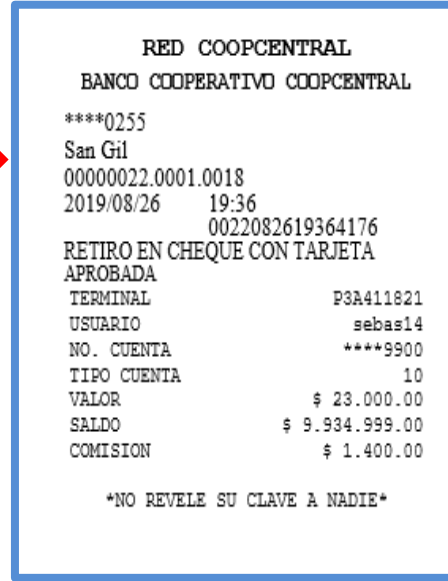 RED COOPCENTRAL
BANCO COOPERATIVO COOPCENTRAL
****0255
San Gil
00000022.0001.0018
2019/08/26 19:36
0022082619364176
RETIRO EN CHEQUE CON TARJETA
APROBADA
TERMINAL P3A411821
USUARIO sebas14
NO. CUENTA ****9900
TIPO CUENTA 10
VALOR $ 23.000.00
SALDO $ 9.934.999.00
COMISION $ 1.400.00
*NO REVELE SU CLAVE A NADIE*